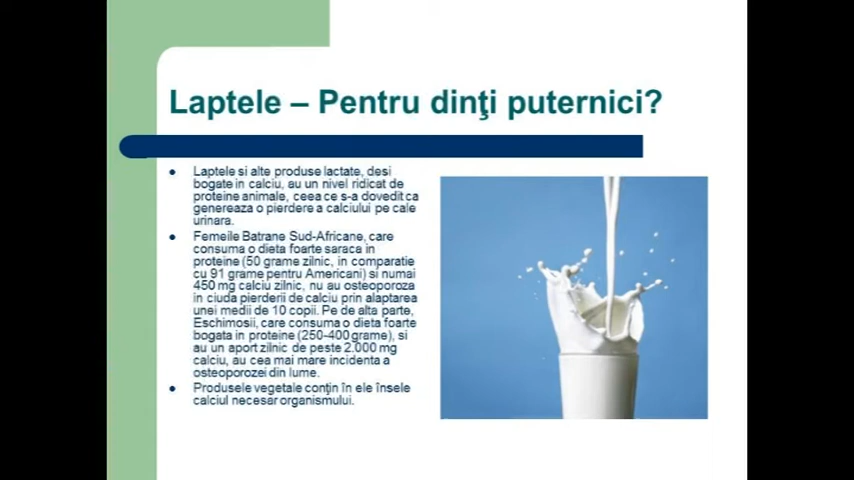 Laptele – Pentru dinţi puternici?
Laptele si alte produse lactate, desi
bogate in calciu, au un nivel ridicat de
proteine animale, ceea ce s-a dovedit ca
genereaza o pierdere a calciului pe cale
urinara.
Femeile Batrane Sud-Africane, care
consuma o dieta foarte saraca in
proteine (50 grame zilnic, in comparatie
cu 91 grame pentru Americani) si numai
450 mg calciu zilnic, nu au osteoporoza
in ciuda pierderii de calciu prin alaptarea
unei medii de 10 copii. Pe de alta parte,
Eschimosii, care consuma o dieta foarte
bogata in proteine (250-400 grame), si
au un aport zilnic de peste 2.000 mg
calciu, au cea mai mare incidenta a
osteoporozei din lume.
Produsele vegetale conţin în ele însele
calciul necesar organismului.